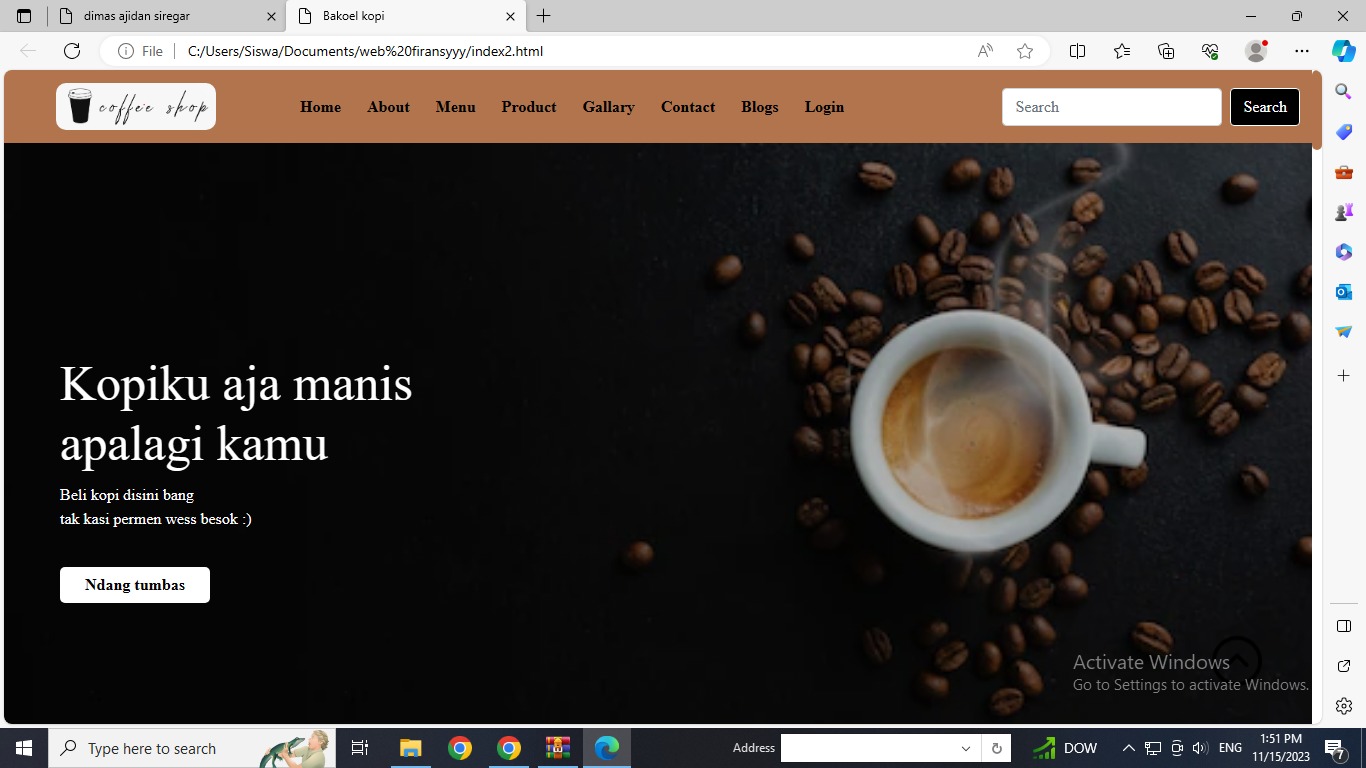 dimas ajidan siregar
Bakoel kopi
File
C:/Users/Siswa/Documents/web%20firansyyy/index2.html
coffee shop
Home About Menu Product Gallary Contact Blogs Login
Search
Search
Kopiku aja manis
apalagi kamu
Beli kopi disini bang
tak kasi permen wess besok :)
Ndang tumbas
Activate Windows
Go to Settings to activate Windows.
Type here to search
Address
DOW
ENG
1:51 PM
11/15/2023
7